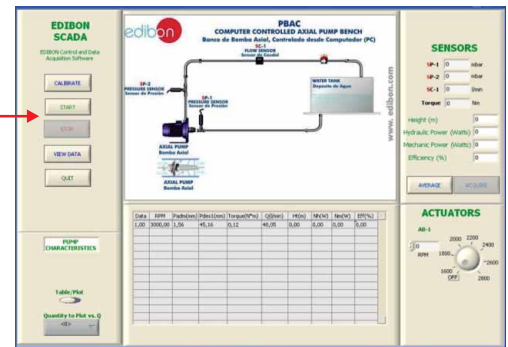 EDIBON
SCADA
EDIBON Control and Data
Acquisition Software
CALIBRATE
START
STOP
VIEW DATA
QUIT
PUMP
CHARACTERISTICS
Table/Plot
Quantity to Plot vs. Q
edibon
PBAC
COMPUTER CONTROLLED AXIAL PUMP BENCH
Banco de Bomba Axial, Controlado desde Computador (PC)
SC-1
FLOW SENSOR
Sensor de Caudal
SP-2
PRESSURE SENSOR
Sensor de Presión
SP-1
PRESSURE SENSOR
Sensor de Presión
WATER TANK
Deposito de Agua
AXIAL PUMP
Bomba Axial
AXIAL PUMP
Bomba Axial
www. edibon.com
Data RPM Torque(N*m) Q(l/min) Ht(m) Nh(W) Nm(W) Eff(%)
1,00 3000,00 1,56 45,16 0,12 40,05 0,00 0,00 0,00 0,00
SENSORS
SP-1 0 mbar
SP-2 0 mbar
SC-1 0 l/min
Torque 0 Nm
Height (m) 0
Hydraulic Power (Watts) 0
Mechanic Power (Watts) 0
Efficiency (%) 0
AVERAGE ACQUIRE
ACTUATORS
AB-1
0
RPM
OFF 1600 1800 2000 2200 2400 2600 2800